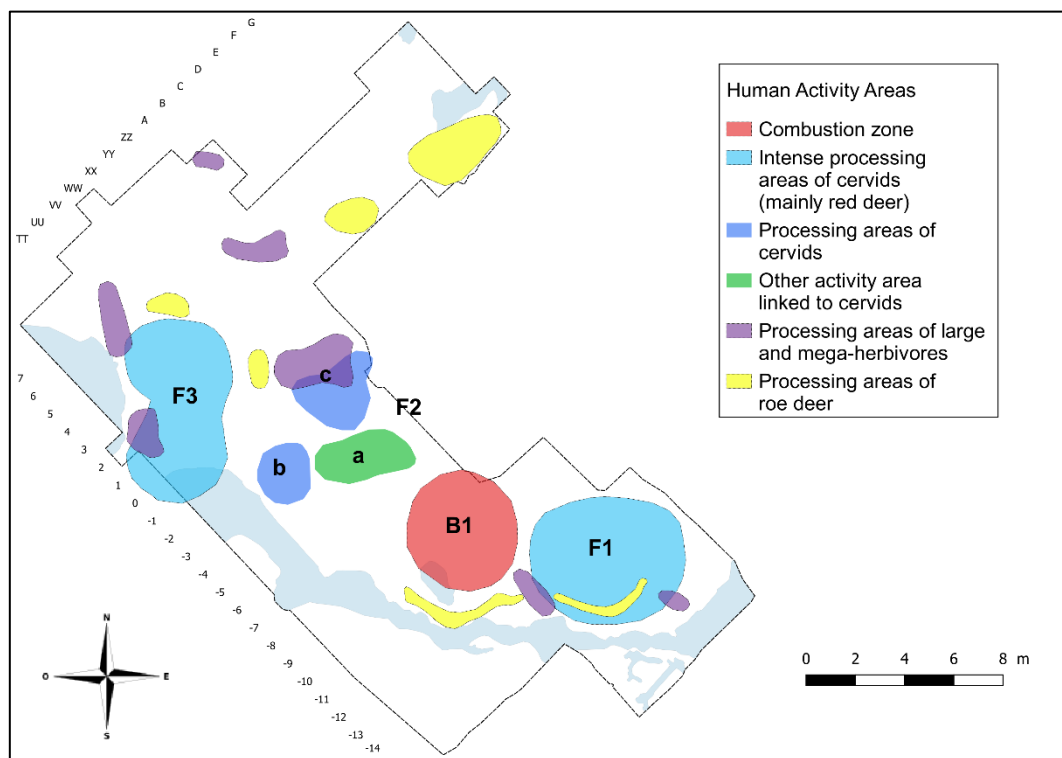 G
F
E
D
C
B
A
ZZ
YY
XX
WW
VV
UU
TT
7
6
5
4
3
2
1
0
-1
-2
-3
-4
-5
-6
-7
-8
-9
-10
-11
-12
-13
-14
F3
c
F2
b
a
B1
F1
Human Activity Areas
Combustion zone
Intense processing
areas of cervids
(mainly red deer)
Processing areas of
cervids
Other activity area
linked to cervids
Processing areas of large
and mega-herbivores
Processing areas of
roe deer
N
O E
S
0 2 4 6 8 m